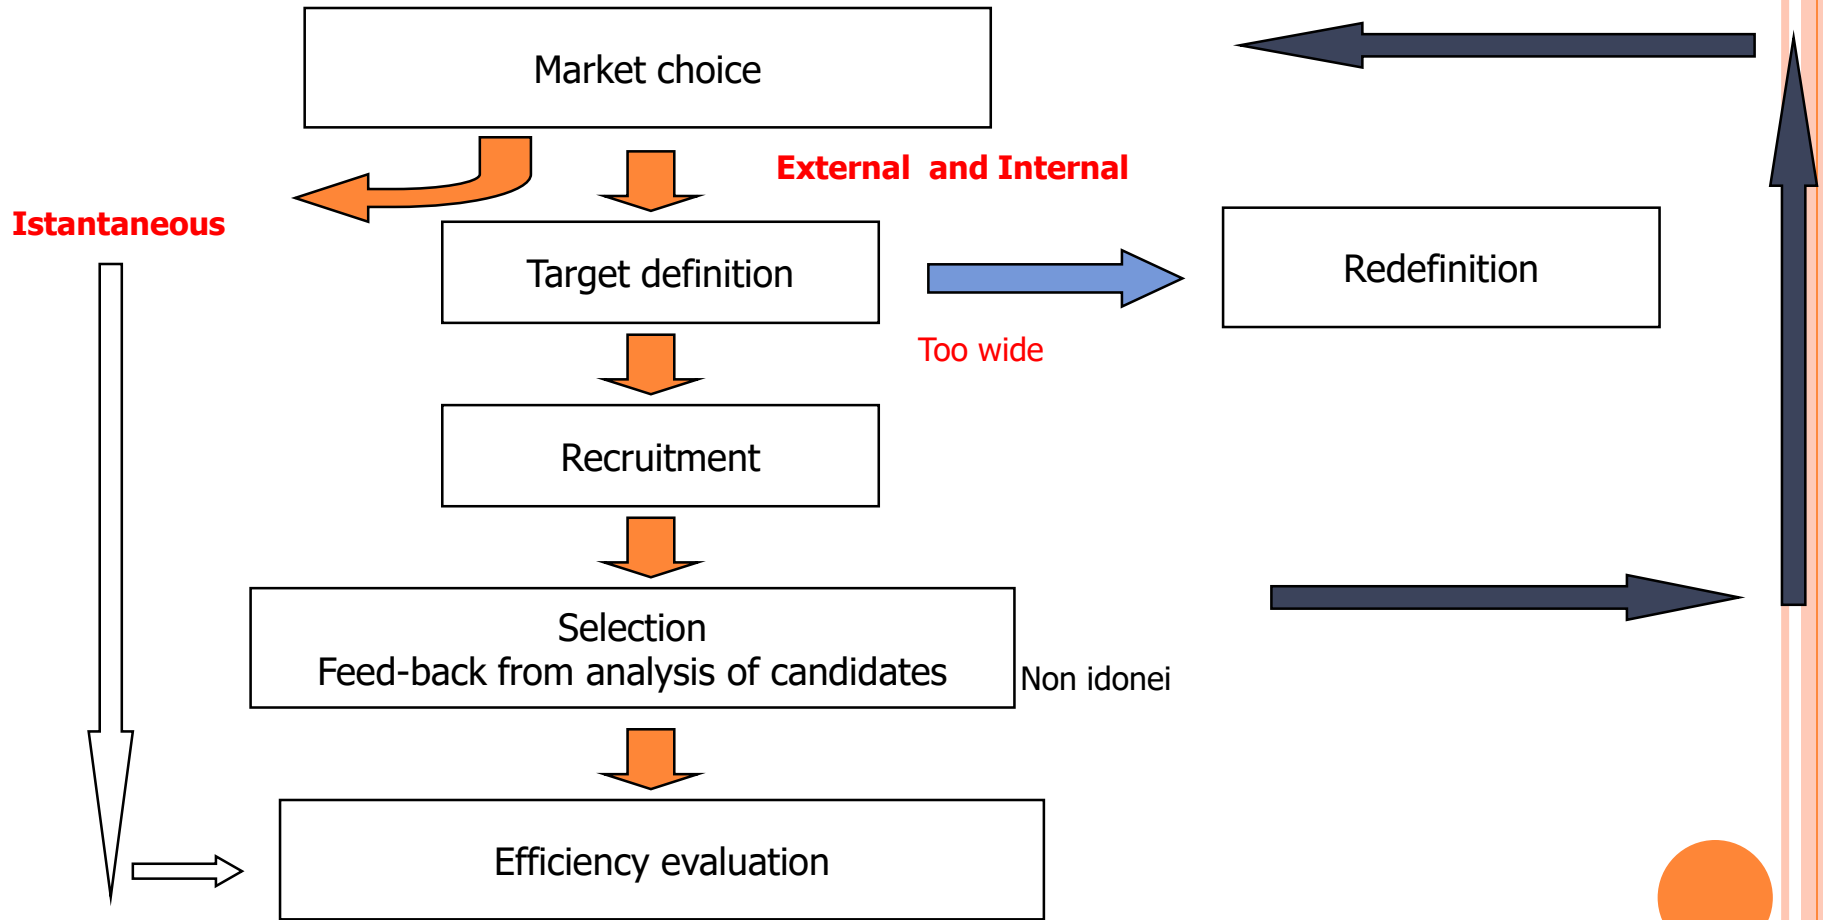 Market choice
External and Internal
Istantaneous
Target definition
Redefinition
Too wide
Recruitment
Selection
Feed-back from analysis of candidates
Non idonei
Efficiency evaluation